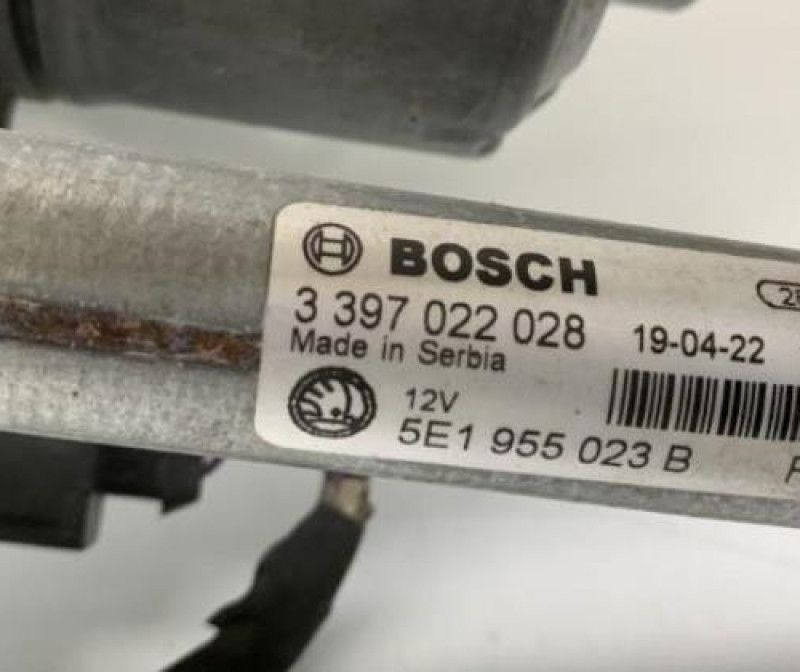 BOSCH
3 397 022 028 19-04-22
Made in Serbia
12V
5E1 955 023 B